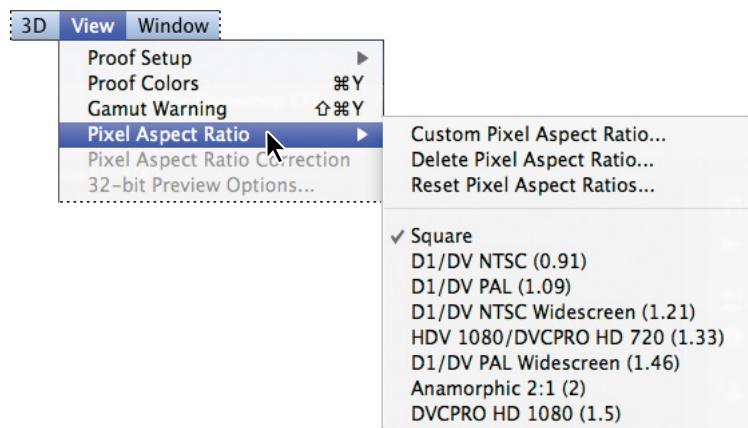 3D View Window
Proof Setup
Proof Colors ⌘Y
Gamut Warning ⇧⌘Y
Pixel Aspect Ratio
Pixel Aspect Ratio Correction
32-bit Preview Options...
Custom Pixel Aspect Ratio...
Delete Pixel Aspect Ratio...
Reset Pixel Aspect Ratios...
Square
D1/DV NTSC (0.91)
D1/DV PAL (1.09)
D1/DV NTSC Widescreen (1.21)
HDV 1080/DVCPRO HD 720 (1.33)
D1/DV PAL Widescreen (1.46)
Anamorphic 2:1 (2)
DVCPRO HD 1080 (1.5)